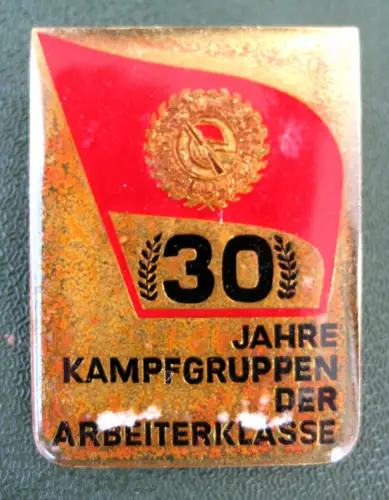 30
JAHRE
KAMPFGRUPPEN
DER
ARBEITERKLASSE